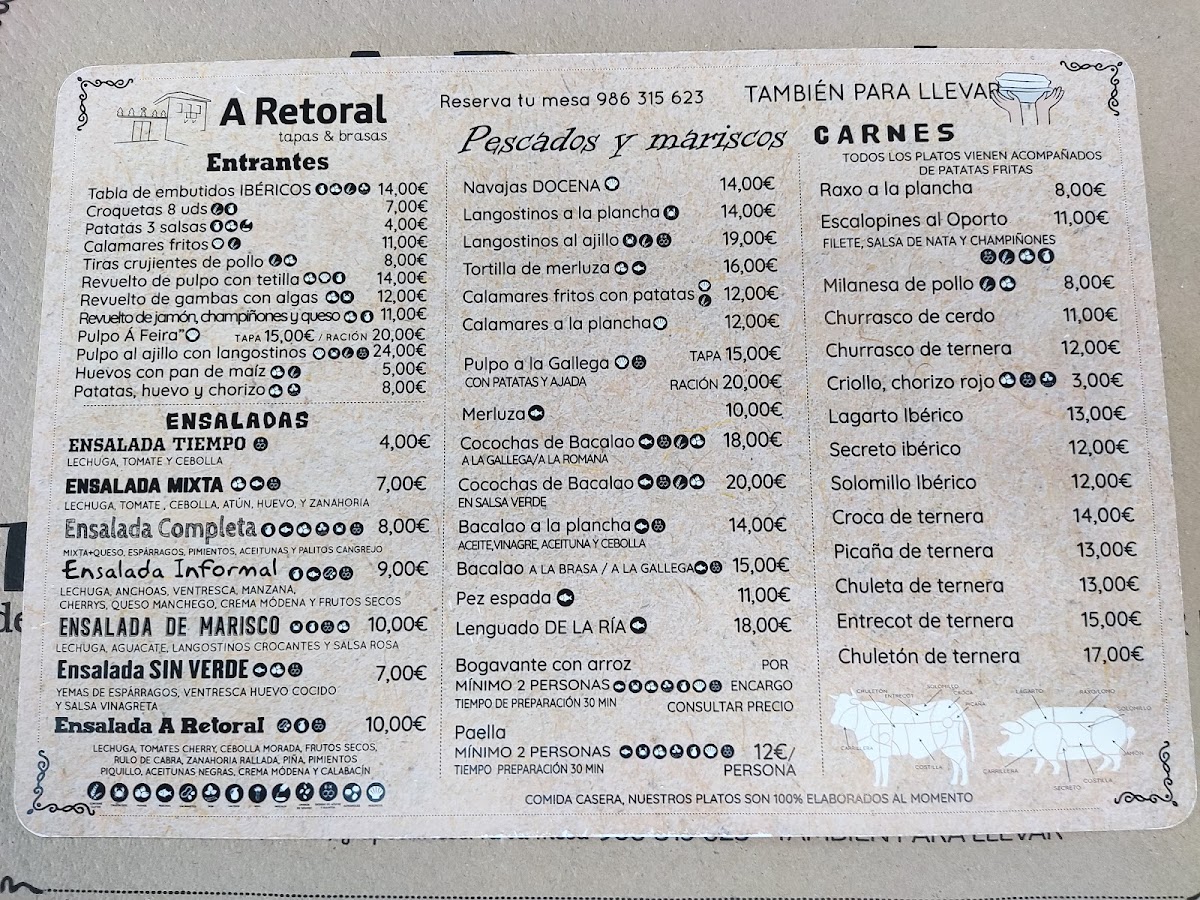 A Retoral
tapas & brasas
Reserva tu mesa 986 315 623
TAMBIÉN PARA LLEVAR
Entrantes
Tabla de embutidos IBÉRICOS 14,00€
Croquetas 8 uds 7,00€
Patatás 3 salsas 4,00€
Calamares fritos 11,00€
Tiras crujientes de pollo 8,00€
Revuelto de pulpo con tetilla 14,00€
Revuelto de gambas con algas 12,00€
Revuelto de jamón, champiñones y queso 11,00€
Pulpo Á Feira" TAPA 15,00€ / RACIÓN 20,00€
Pulpo al ajillo con langostinos 24,00€
Huevos con pan de maíz 5,00€
Patatas, huevo y chorizo 8,00€
ENSALADAS
ENSALADA TIEMPO 4,00€
LECHUGA, TOMATE Y CEBOLLA
ENSALADA MIXTA 7,00€
LECHUGA, TOMATE , CEBOLLA, ATÚN, HUEVO, Y ZANAHORIA
Ensalada Completa 8,00€
MIXTA+QUESO, ESPÁRRAGOS, PIMIENTOS, ACEITUNAS Y PALITOS CANGREJO
Ensalada Informal 9,00€
LECHUGA, ANCHOAS, VENTRESCA, MANZANA,
CHERRYS, QUESO MANCHEGO, CREMA MÓDENA Y FRUTOS SECOS
ENSALADA DE MARISCO 10,00€
LECHUGA, AGUACATE, LANGOSTINOS CROCANTES Y SALSA ROSA
Ensalada SIN VERDE 7,00€
YEMAS DE ESPÁRRAGOS, VENTRESCA HUEVO COCIDO
Y SALSA VINAGRETA
Ensalada A Retoral 10,00€
LECHUGA, TOMATES CHERRY, CEBOLLA MORADA, FRUTOS SECOS,
RULO DE CABRA, ZANAHORIA RALLADA, PIÑA, PIMIENTOS
PIQUILLO, ACEITUNAS NEGRAS, CREMA MÓDENA Y CALABACÍN
Pescados y mariscos
Navajas DOCENA 14,00€
Langostinos a la plancha 14,00€
Langostinos al ajillo 19,00€
Tortilla de merluza 16,00€
Calamares fritos con patatas 12,00€
Calamares a la plancha 12,00€
Pulpo a la Gallega TAPA 15,00€
CON PATATAS Y AJADA RACIÓN 20,00€
Merluza 10,00€
Cocochas de Bacalao 18,00€
A LA GALLEGA/A LA ROMANA
Cocochas de Bacalao 20,00€
EN SALSA VERDE
Bacalao a la plancha 14,00€
ACEITE,VINAGRE, ACEITUNA Y CEBOLLA
Bacalao A LA BRASA / A LA GALLEGA 15,00€
Pez espada 11,00€
Lenguado DE LA RÍA 18,00€
Bogavante con arroz POR
MÍNIMO 2 PERSONAS ENCARGO
TIEMPO DE PREPARACIÓN 30 MIN CONSULTAR PRECIO
Paella
MÍNIMO 2 PERSONAS 12€/
TIEMPO PREPARACIÓN 30 MIN PERSONA
CARNES
TODOS LOS PLATOS VIENEN ACOMPAÑADOS
DE PATATAS FRITAS
Raxo a la plancha 8,00€
Escalopines al Oporto 11,00€
FILETE, SALSA DE NATA Y CHAMPIÑONES
Milanesa de pollo 8,00€
Churrasco de cerdo 11,00€
Churrasco de ternera 12,00€
Criollo, chorizo rojo 3,00€
Lagarto Ibérico 13,00€
Secreto ibérico 12,00€
Solomillo Ibérico 12,00€
Croca de ternera 14,00€
Picaña de ternera 13,00€
Chuleta de ternera 13,00€
Entrecot de ternera 15,00€
Chuletón de ternera 17,00€
CHULETÓN
ENTRECOT
SOLOMILLO
CROCA
PICAÑA
CARRILLERA
COSTILLA
LAGARTO
RAXO/LOMO
SOLOMILLO
JAMÓN
CARRILLERA
COSTILLA
SECRETO
COMIDA CASERA, NUESTROS PLATOS SON 100% ELABORADOS AL MOMENTO
TAMBIÉN PARA LLEVAR